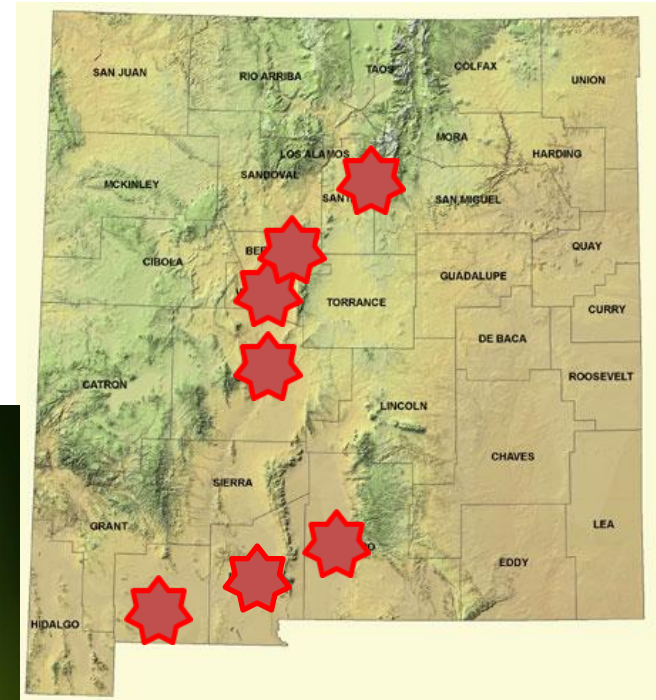 SAN JUAN
RIO ARRIBA
TAOS
COLFAX
UNION
MORA
HARDING
LOS ALAMOS
SANDOVAL
MCKINLEY
SAN MIGUEL
CIBOLA
QUAY
GUADALUPE
TORRANCE
CURRY
DE BACA
ROOSEVELT
CATRON
LINCOLN
CHAVES
SIERRA
GRANT
LEA
EDDY
HIDALGO